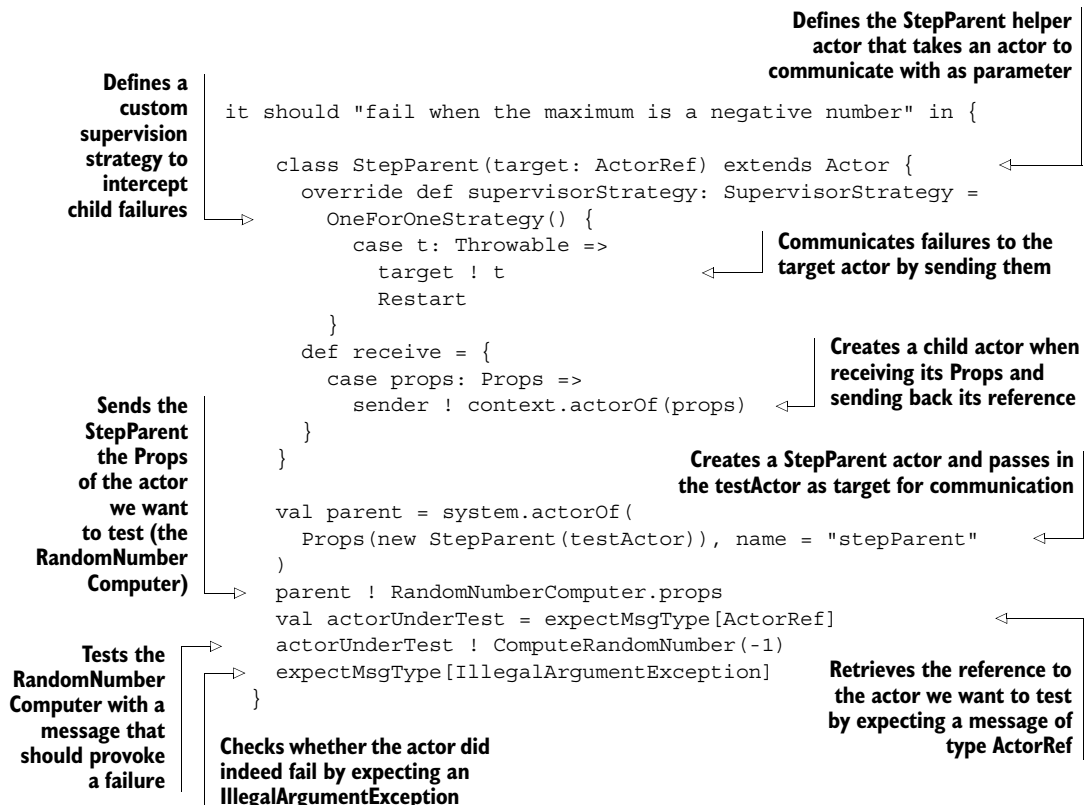 Defines the StepParent helper
actor that takes an actor to
communicate with as parameter
Defines a
custom
supervision
strategy to
intercept
child failures
it should "fail when the maximum is a negative number" in {
class StepParent(target: ActorRef) extends Actor {
override def supervisorStrategy: SupervisorStrategy =
OneForOneStrategy() {
case t: Throwable =>
target ! t
Restart
}
Communicates failures to the
target actor by sending them
def receive = {
case props: Props =>
sender ! context.actorOf(props)
}
}
Creates a child actor when
receiving its Props and
sending back its reference
Sends the
StepParent
the Props
of the actor
we want
to test (the
RandomNumber
Computer)
Creates a StepParent actor and passes in
the testActor as target for communication
val parent = system.actorOf(
Props(new StepParent(testActor)), name = "stepParent"
)
parent ! RandomNumberComputer.props
val actorUnderTest = expectMsgType[ActorRef]
actorUnderTest ! ComputeRandomNumber(-1)
expectMsgType[IllegalArgumentException]
}
Tests the
RandomNumber
Computer with a
message that
should provoke
a failure
Checks whether the actor did
indeed fail by expecting an
IllegalArgumentException
Retrieves the reference to
the actor we want to test
by expecting a message of
type ActorRef